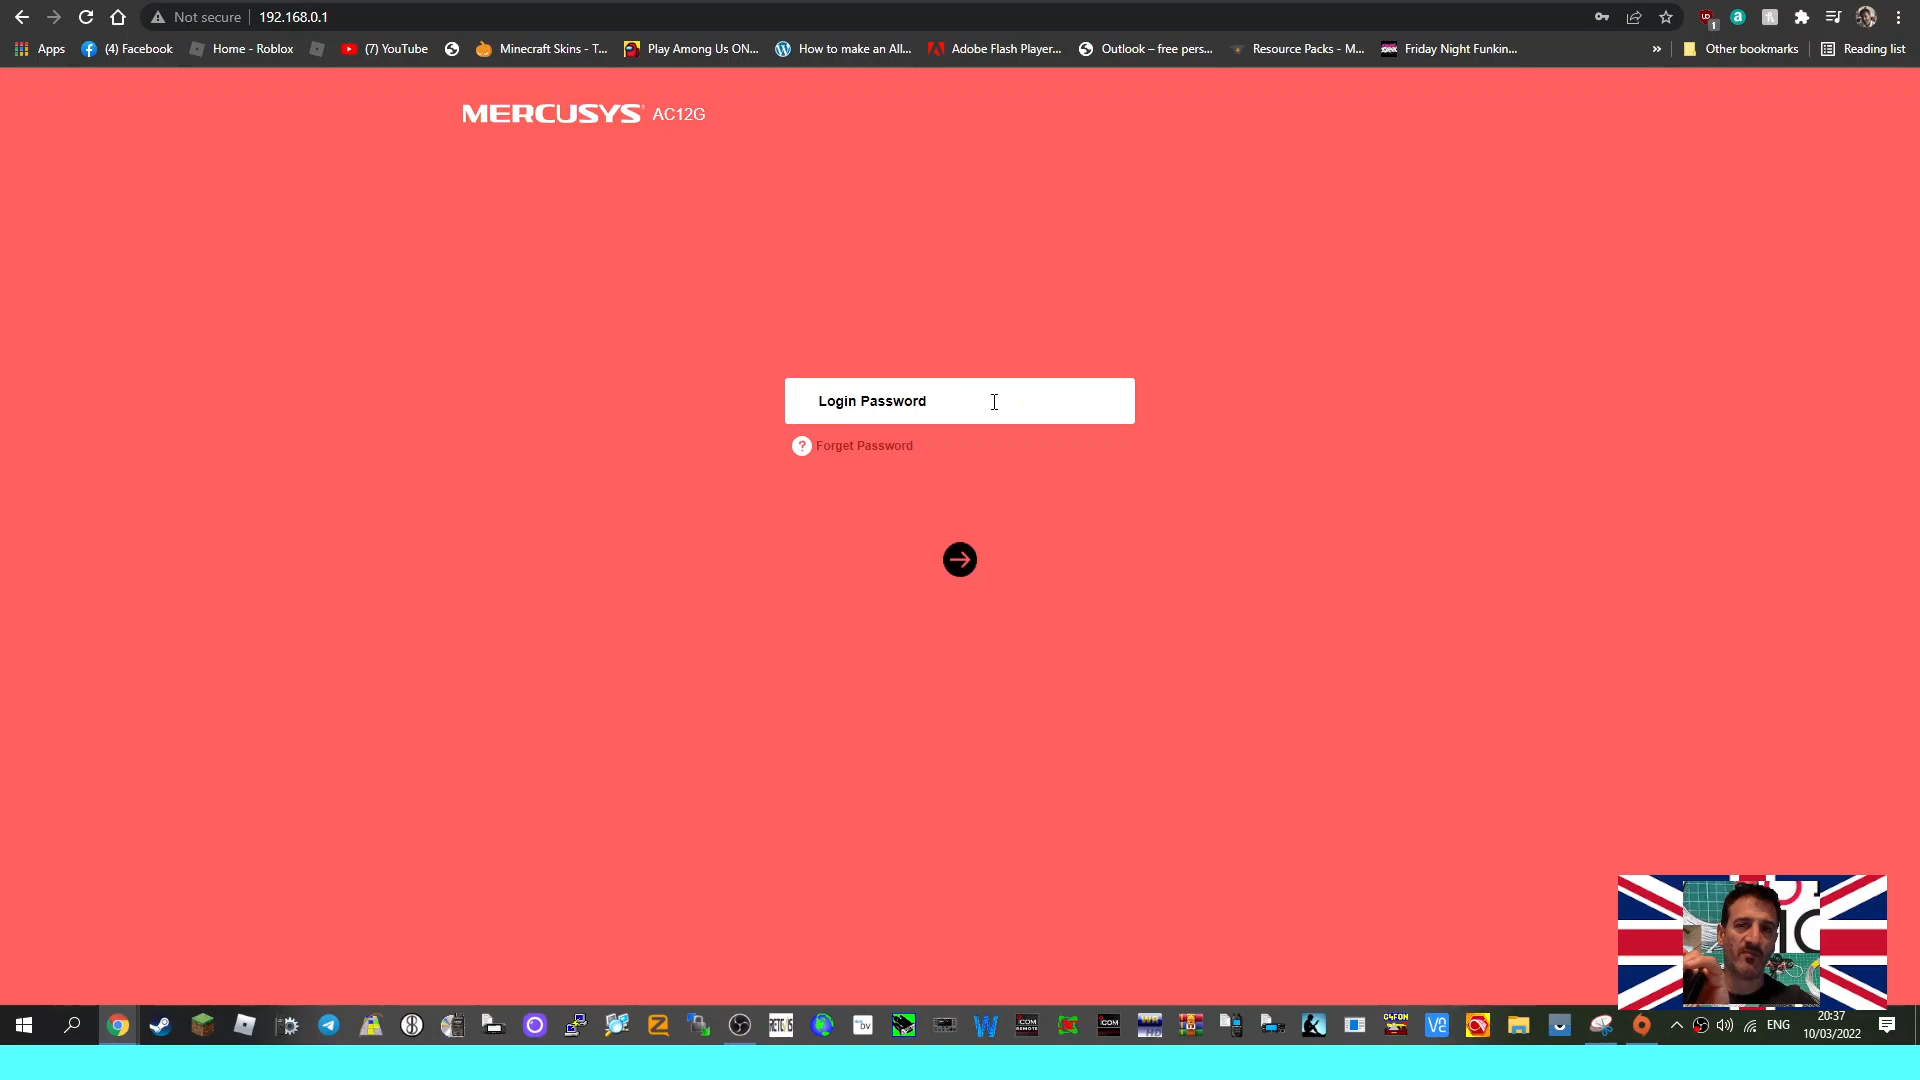 Not secure 192.168.0.1
Apps (4) Facebook Home - Roblox (7) YouTube Minecraft Skins - T... Play Among Us ON... How to make an All... Adobe Flash Player... Outlook – free pers... Resource Packs - M... Friday Night Funkin... » Other bookmarks Reading list
MERCUSYS AC12G
Login Password
? Forget Password
ENG
20:37
10/03/2022